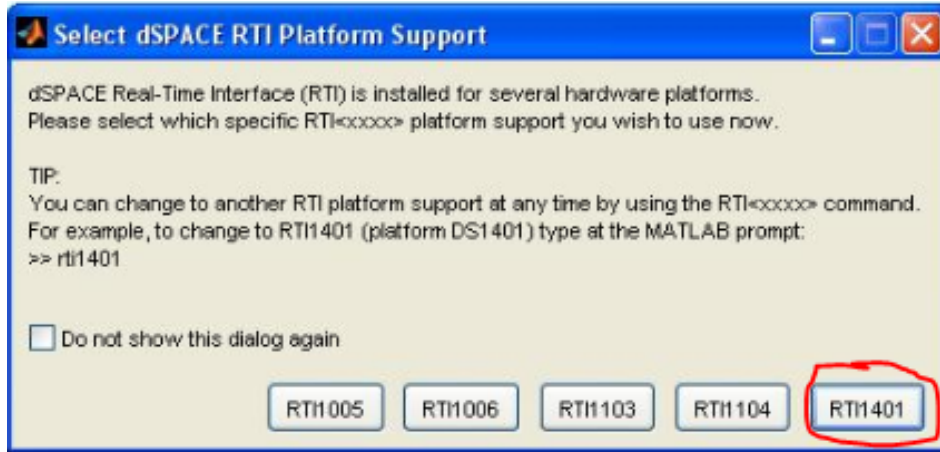 Select dSPACE RTI Platform Support
dSPACE Real-Time Interface (RTI) is installed for several hardware platforms.
Please select which specific RTI<xxxx> platform support you wish to use now.
TIP:
You can change to another RTI platform support at any time by using the RTI<xxxx> command.
For example, to change to RTI1401 (platform DS1401) type at the MATLAB prompt:
>> rti1401
Do not show this dialog again
RTI1005 RTI1006 RTI1103 RTI1104 RTI1401